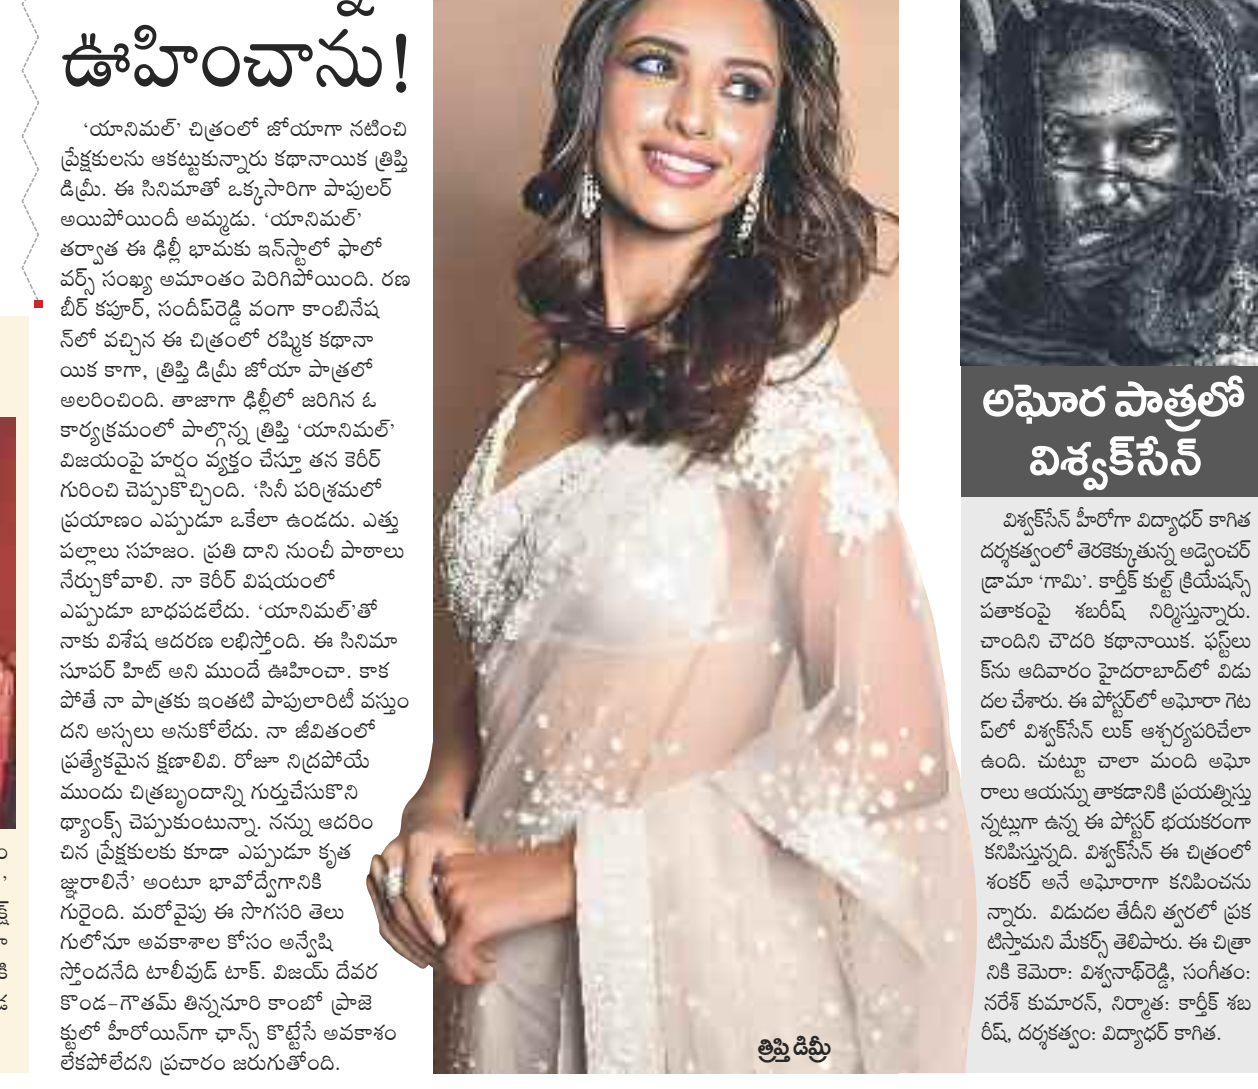 ఊహించాను!
‘యానిమల్’ చిత్రంలో జోయాగా నటించి
ప్రేక్షకులను ఆకట్టుకున్నారు కథానాయిక త్రిప్తి
డిమ్రీ. ఈ సినిమాతో ఒక్కసారిగా పాపులర్
అయిపోయిందీ అమ్మడు. ‘యానిమల్’
తర్వాత ఈ ఢిల్లీ భామకు ఇన్‌స్టాలో ఫాలో
వర్స్ సంఖ్య అమాంతం పెరిగిపోయింది. రణ
బీర్ కపూర్, సందీప్‌రెడ్డి వంగా కాంబినేష
న్‌లో వచ్చిన ఈ చిత్రంలో రష్మిక కథానా
యిక కాగా, త్రిప్తి డిమ్రీ జోయా పాత్రలో
అలరించింది. తాజాగా ఢిల్లీలో జరిగిన ఓ
కార్యక్రమంలో పాల్గొన్న త్రిప్తి ‘యానిమల్’
విజయంపై హర్షం వ్యక్తం చేస్తూ తన కెరీర్
గురించి చెప్పుకొచ్చింది. ‘సినీ పరిశ్రమలో
ప్రయాణం ఎప్పుడూ ఒకేలా ఉండదు. ఎత్తు
పల్లాలు సహజం. ప్రతి దాని నుంచీ పాఠాలు
నేర్చుకోవాలి. నా కెరీర్ విషయంలో
ఎప్పుడూ బాధపడలేదు. ‘యానిమల్’తో
నాకు విశేష ఆదరణ లభిస్తోంది. ఈ సినిమా
సూపర్ హిట్ అని ముందే ఊహించా. కాక
పోతే నా పాత్రకు ఇంతటి పాపులారిటీ వస్తుం
దని అస్సలు అనుకోలేదు. నా జీవితంలో
ప్రత్యేకమైన క్షణాలివి. రోజూ నిద్రపోయే
ముందు చిత్రబృందాన్ని గుర్తుచేసుకొని
థ్యాంక్స్ చెప్పుకుంటున్నా. నన్ను ఆదరిం
చిన ప్రేక్షకులకు కూడా ఎప్పుడూ కృత
జ్ఞురాలినే’ అంటూ భావోద్వేగానికి
గురైంది. మరోవైపు ఈ సొగసరి తెలు
గులోనూ అవకాశాల కోసం అన్వేషి
స్తోందనేది టాలీవుడ్ టాక్. విజయ్ దేవర
కొండ–గౌతమ్ తిన్ననూరి కాంబో ప్రాజె
క్టులో హీరోయిన్‌గా ఛాన్స్ కొట్టేసే అవకాశం
లేకపోలేదని ప్రచారం జరుగుతోంది.
త్రిప్తి డిమ్రీ
అఘోర పాత్రలో
విశ్వక్‌సేన్
విశ్వక్‌సేన్ హీరోగా విద్యాధర్ కాగిత
దర్శకత్వంలో తెరకెక్కుతున్న అడ్వెంచర్
డ్రామా ‘గామి’. కార్తీక్ కుల్ట్ క్రియేషన్స్
పతాకంపై శబరీష్ నిర్మిస్తున్నారు.
చాందిని చౌదరి కథానాయిక. ఫస్ట్‌లు
క్‌ను ఆదివారం హైదరాబాద్‌లో విడు
దల చేశారు. ఈ పోస్టర్‌లో అఘోరా గెట
ప్‌లో విశ్వక్‌సేన్ లుక్ ఆశ్చర్యపరిచేలా
ఉంది. చుట్టూ చాలా మంది అఘో
రాలు ఆయన్ను తాకడానికి ప్రయత్నిస్తు
న్నట్లుగా ఉన్న ఈ పోస్టర్ భయకరంగా
కనిపిస్తున్నది. విశ్వక్‌సేన్ ఈ చిత్రంలో
శంకర్ అనే అఘోరాగా కనిపించను
న్నారు. విడుదల తేదీని త్వరలో ప్రక
టిస్తామని మేకర్స్ తెలిపారు. ఈ చిత్రా
నికి కెమెరా: విశ్వనాథ్‌రెడ్డి, సంగీతం:
నరేశ్ కుమారన్, నిర్మాత: కార్తీక్ శబ
రీష్, దర్శకత్వం: విద్యాధర్ కాగిత.